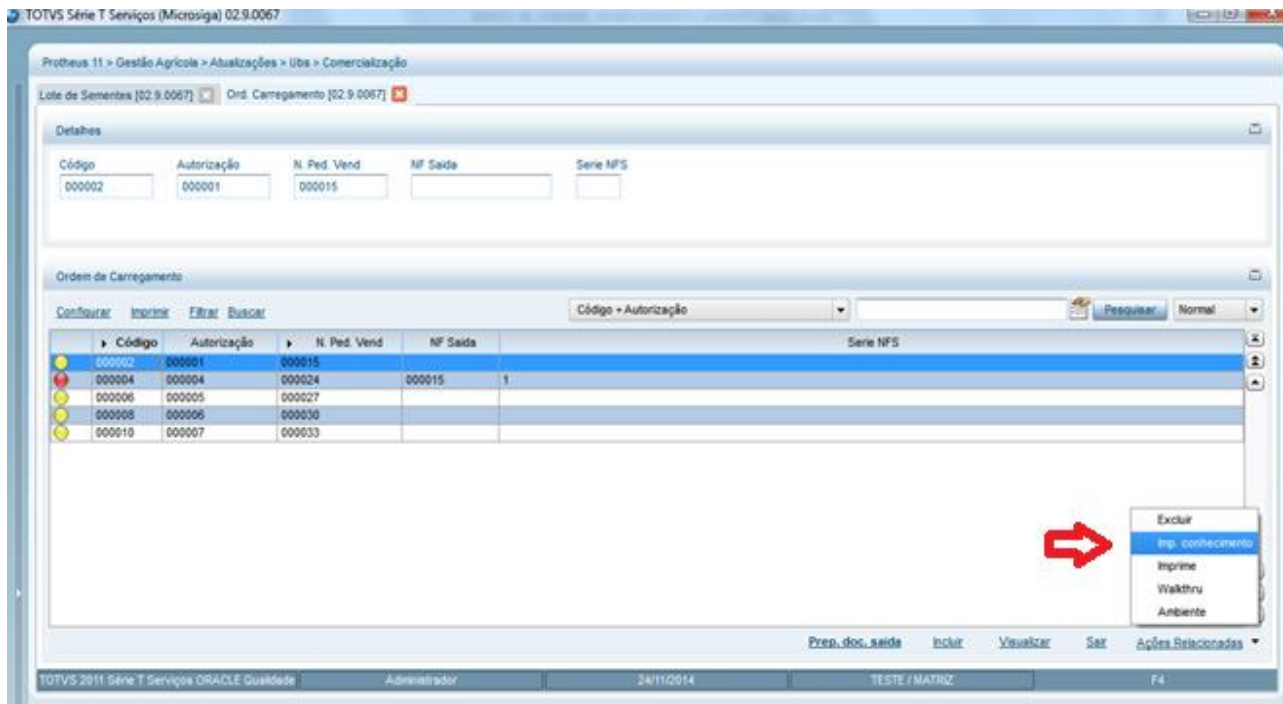 TOTVS Série T Serviços (Microsiga) 02.9.0067
Protheus 11 > Gestão Agrícola > Atualizações > Ubs > Comercialização
Lote de Sementes [02.9.0067] Ord. Carregamento [02.9.0067]
Detalhes
Código Autorização N. Ped. Vend NF Saida Serie NFS
000002 000001 000015
Ordem de Carregamento
Configurar Imprimir Filtrar Buscar Código + Autorização Pesquisar Normal
Código Autorização N. Ped. Vend NF Saida Serie NFS
000002 000001 000015
000004 000004 000024 000015 1
000006 000005 000027
000008 000006 000030
000010 000007 000033
Excluir
Imp. conhecimento
Imprime
Walkthru
Ambiente
Prep. doc. saida Incluir Visualizar Sair Ações Relacionadas
TOTVS 2011 Série T Serviços ORACLE Qualidade Administrador 24/11/2014 TESTE / MATRIZ F4